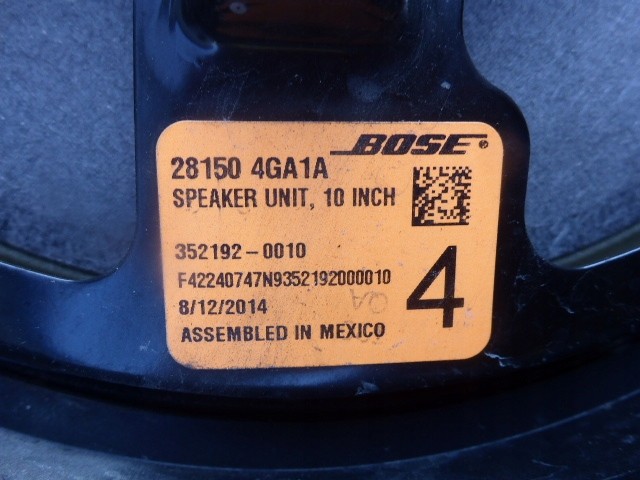 BOSE®
28150 4GA1A
SPEAKER UNIT, 10 INCH
352192-0010
F42240747N9352192000010
8/12/2014
4
ASSEMBLED IN MEXICO